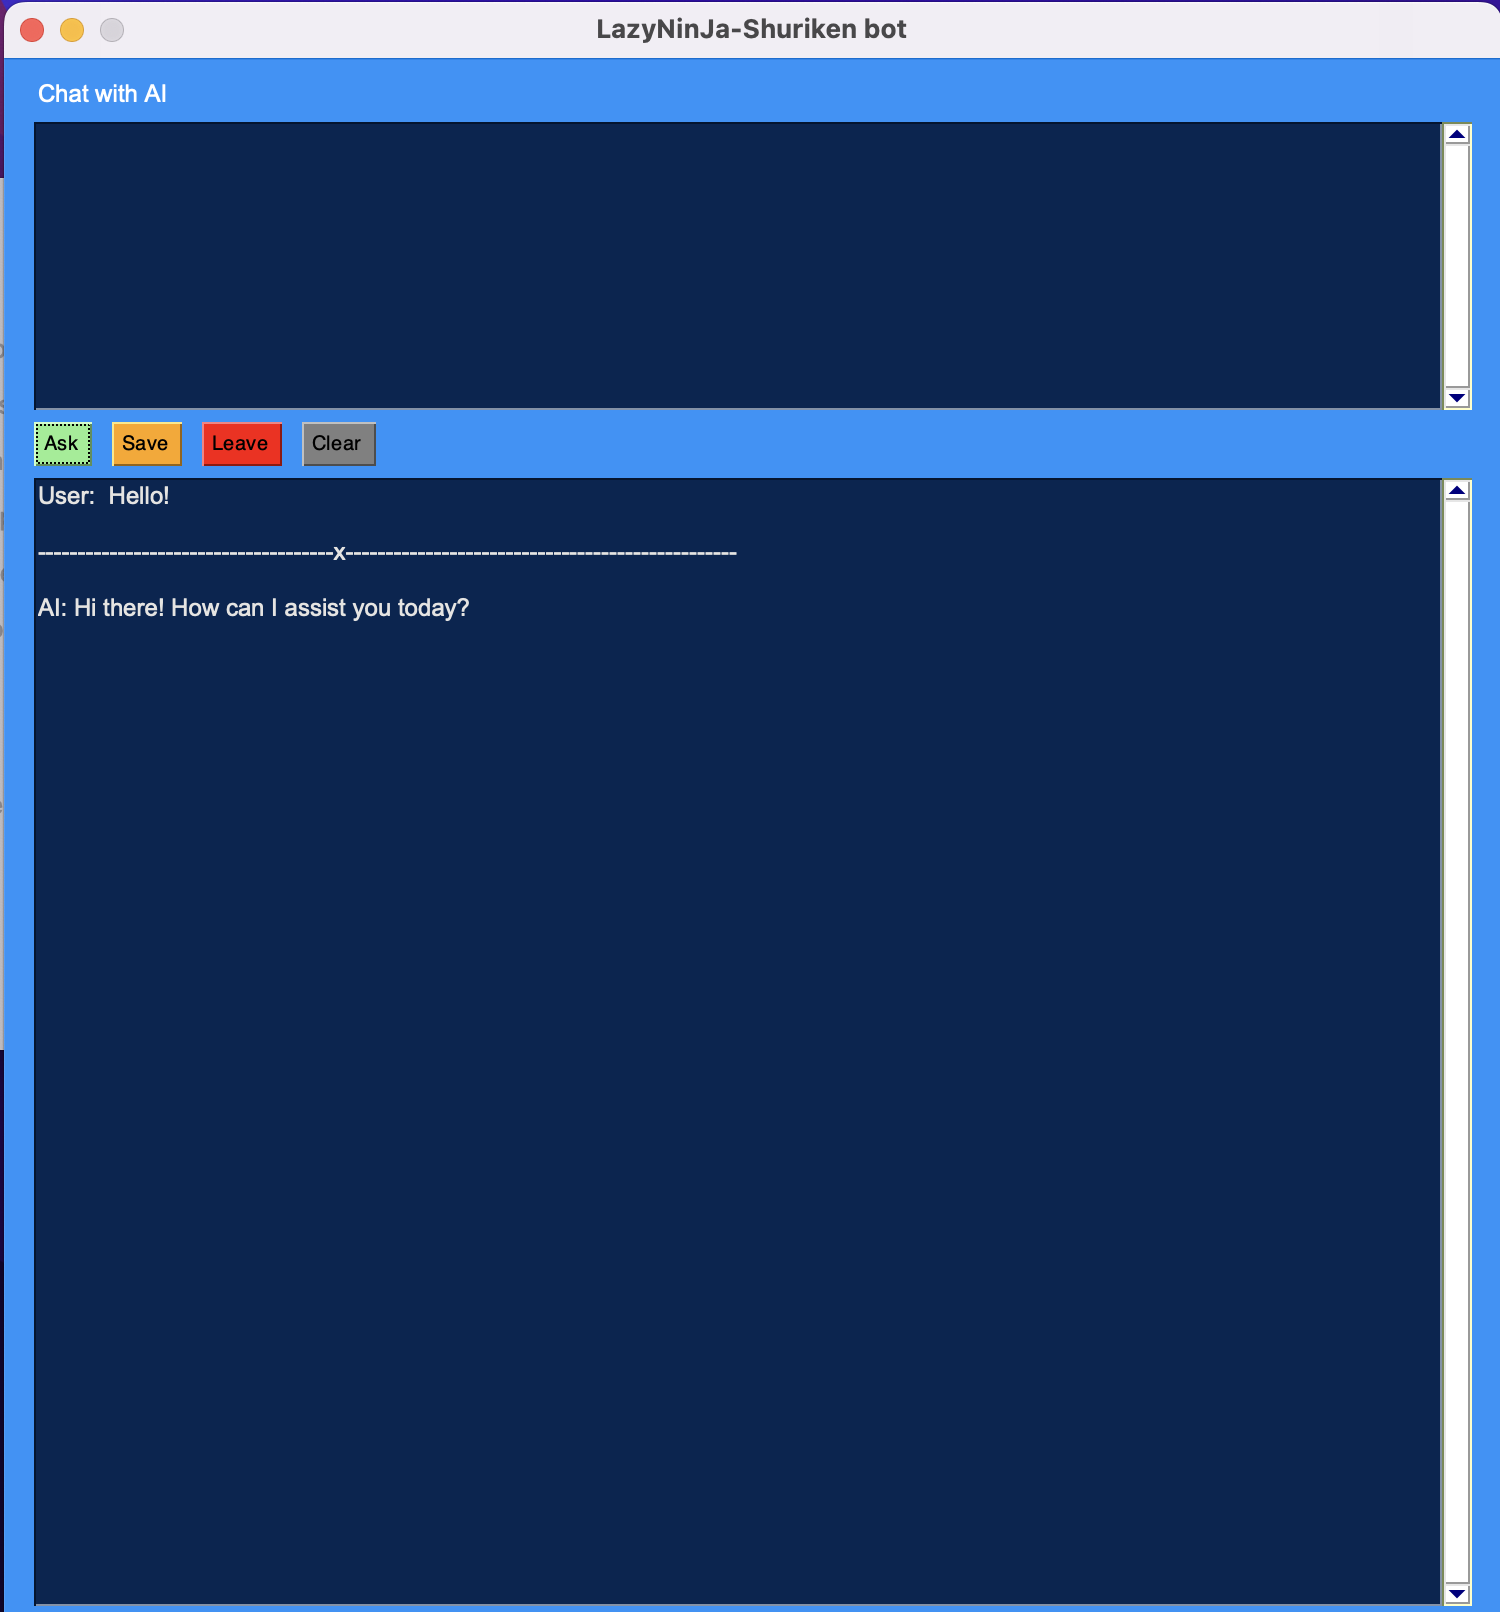 LazyNinJa-Shuriken bot
Chat with AI
Ask Save Leave Clear
User:  Hello!
-------------------------------------x-------------------------------------------------
AI: Hi there! How can I assist you today?